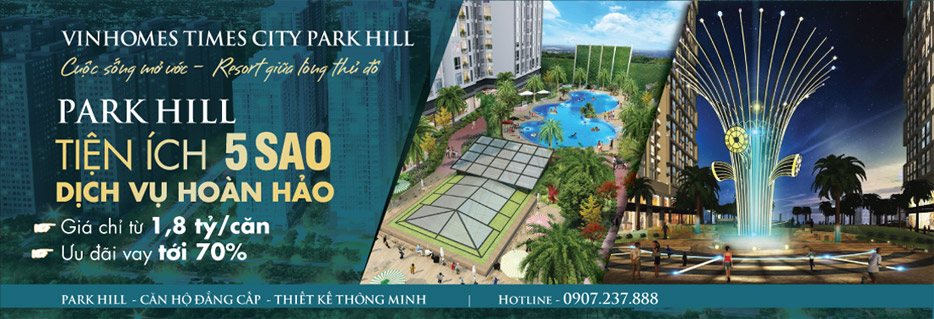 VINHOMES TIMES CITY PARK HILL
Cuộc sống mơ ước – Resort giữa lòng thủ đô
PARK HILL
TIỆN ÍCH 5 SAO
DỊCH VỤ HOÀN HẢO
Giá chỉ từ 1,8 tỷ/căn
Ưu đãi vay tới 70%
PARK HILL - CĂN HỘ ĐẲNG CẤP - THIẾT KẾ THÔNG MINH | HOTLINE - 0907.237.888